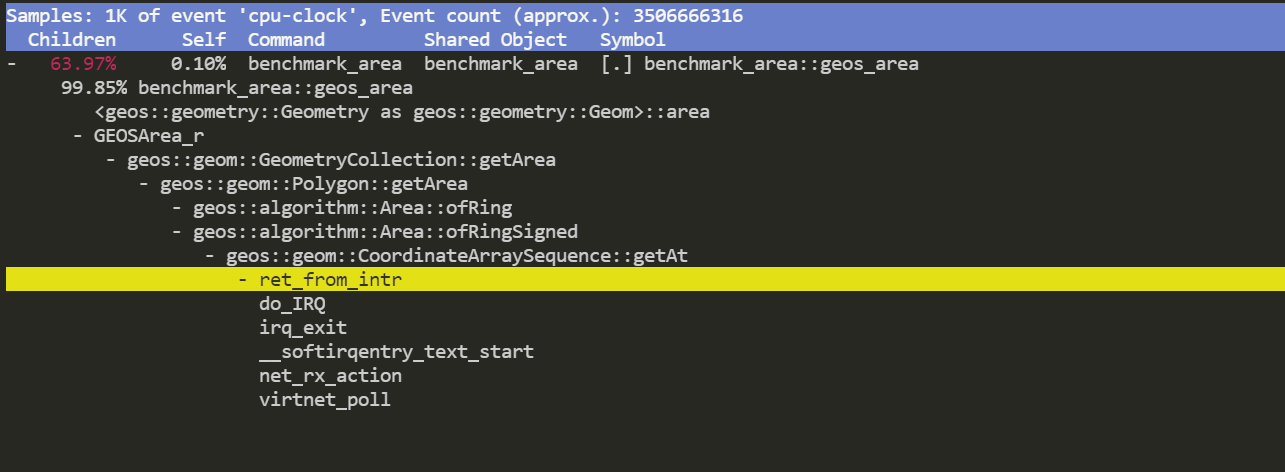 Samples: 1K of event 'cpu-clock', Event count (approx.): 3506666316
Children Self Command Shared Object Symbol
- 63.97% 0.10% benchmark_area benchmark_area [.] benchmark_area::geos_area
99.85% benchmark_area::geos_area
<geos::geometry::Geometry as geos::geometry::Geom>::area
- GEOSArea_r
- geos::geom::GeometryCollection::getArea
- geos::geom::Polygon::getArea
- geos::algorithm::Area::ofRing
- geos::algorithm::Area::ofRingSigned
- geos::geom::CoordinateArraySequence::getAt
- ret_from_intr
do_IRQ
irq_exit
__softirqentry_text_start
net_rx_action
virtnet_poll